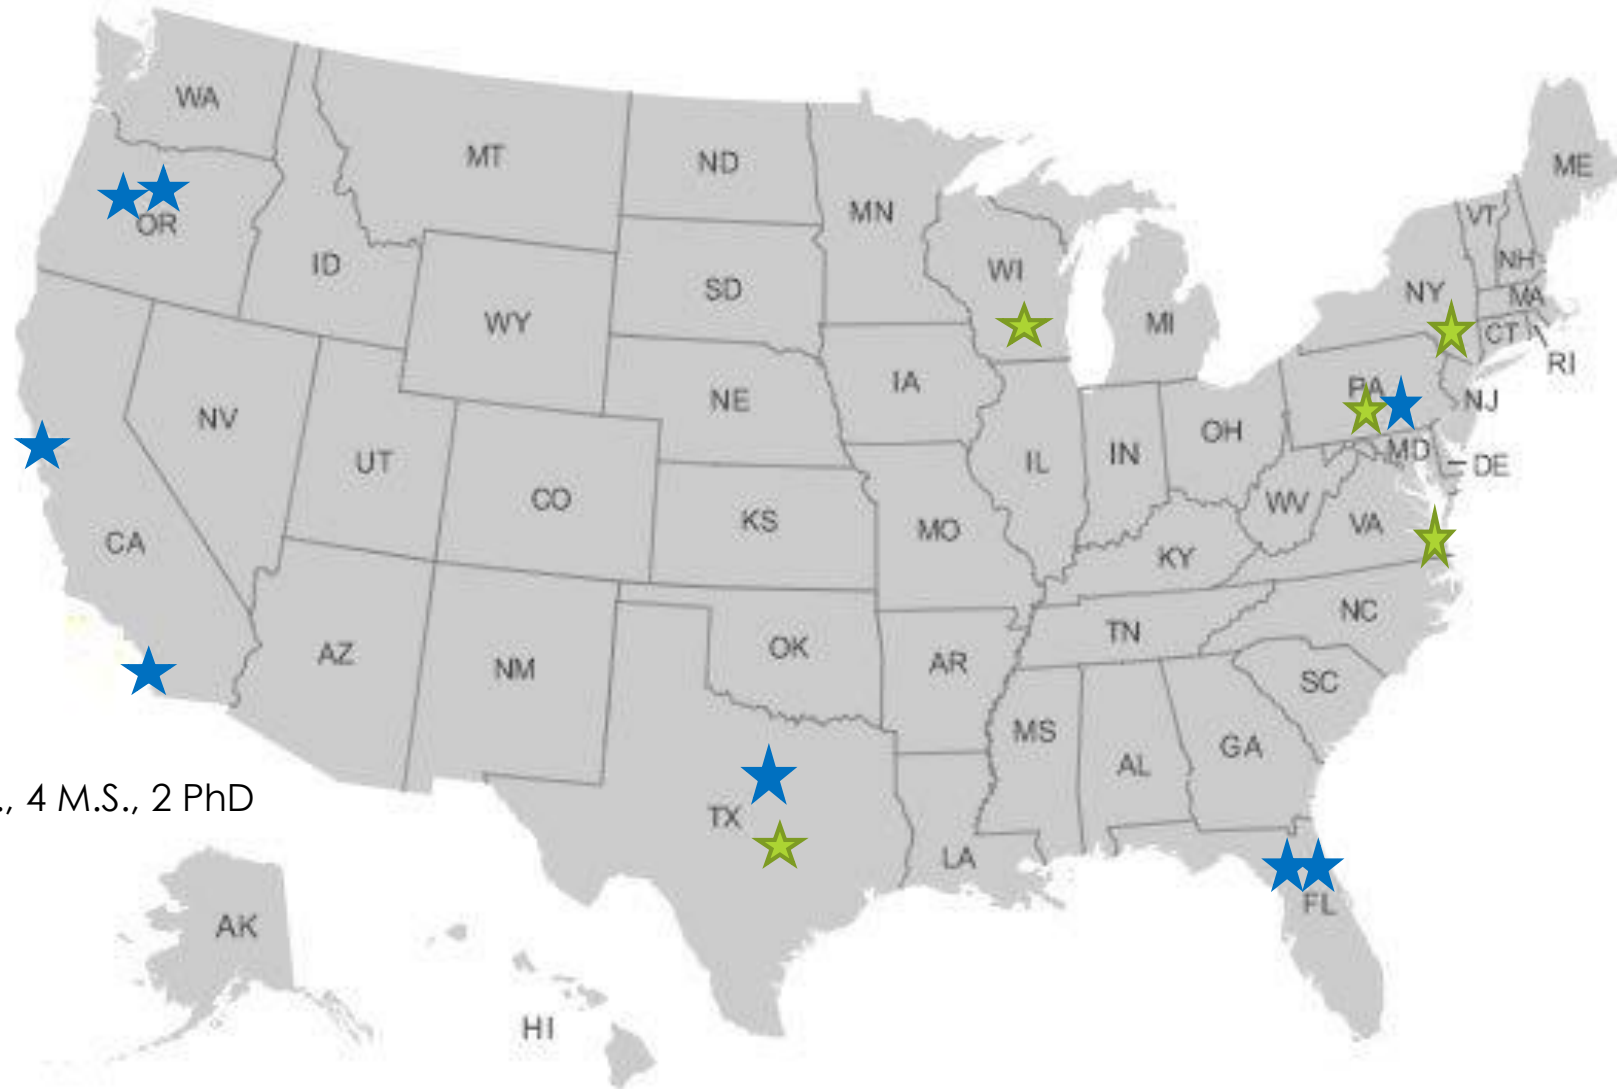 WA
MT
ND
ME
OR
MN
VT
ID
WI
NH
SD
NY
MA
WY
MI
CT
RI
IA
PA
NE
NJ
NV
OH
UT
IL
IN
MD
DE
CO
WV
KS
VA
MO
CA
KY
NC
TN
OK
AZ
AR
NM
SC
MS
GA
AL
., 4 M.S., 2 PhD
TX
LA
FL
AK
HI